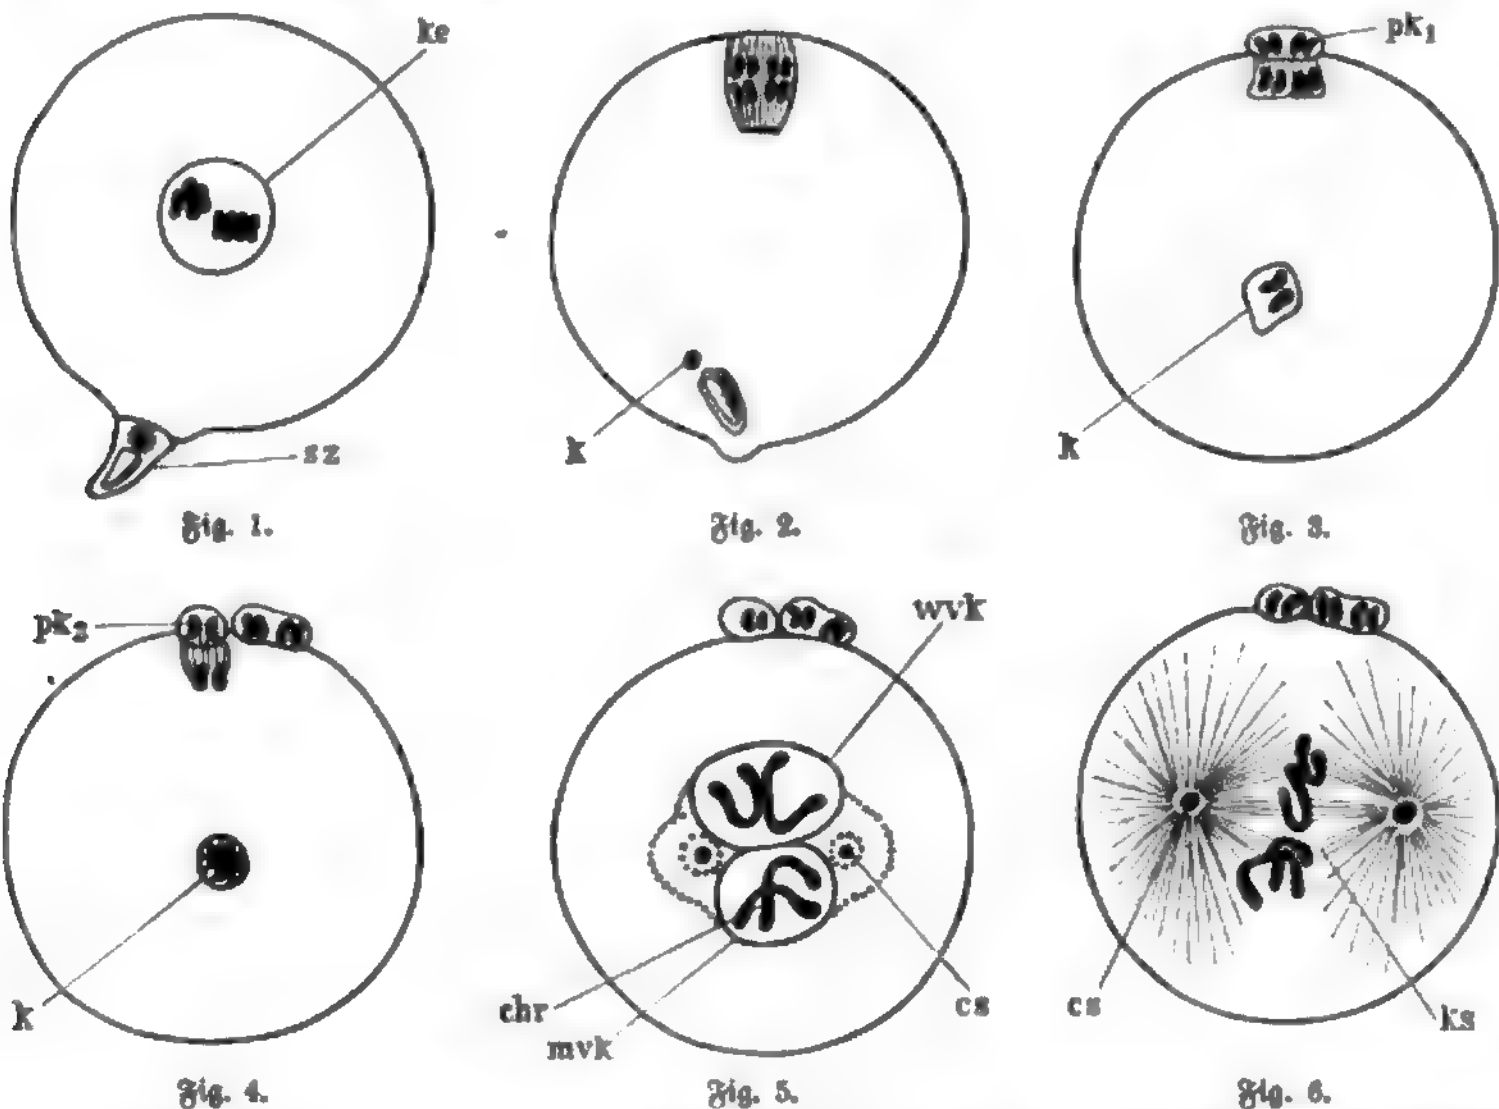 ke
sz
Fig. 1.
k
Fig. 2.
pk₁
k
Fig. 3.
pk₂
k
Fig. 4.
wvk
chr
mvk
cs
Fig. 5.
cs
ks
Fig. 6.